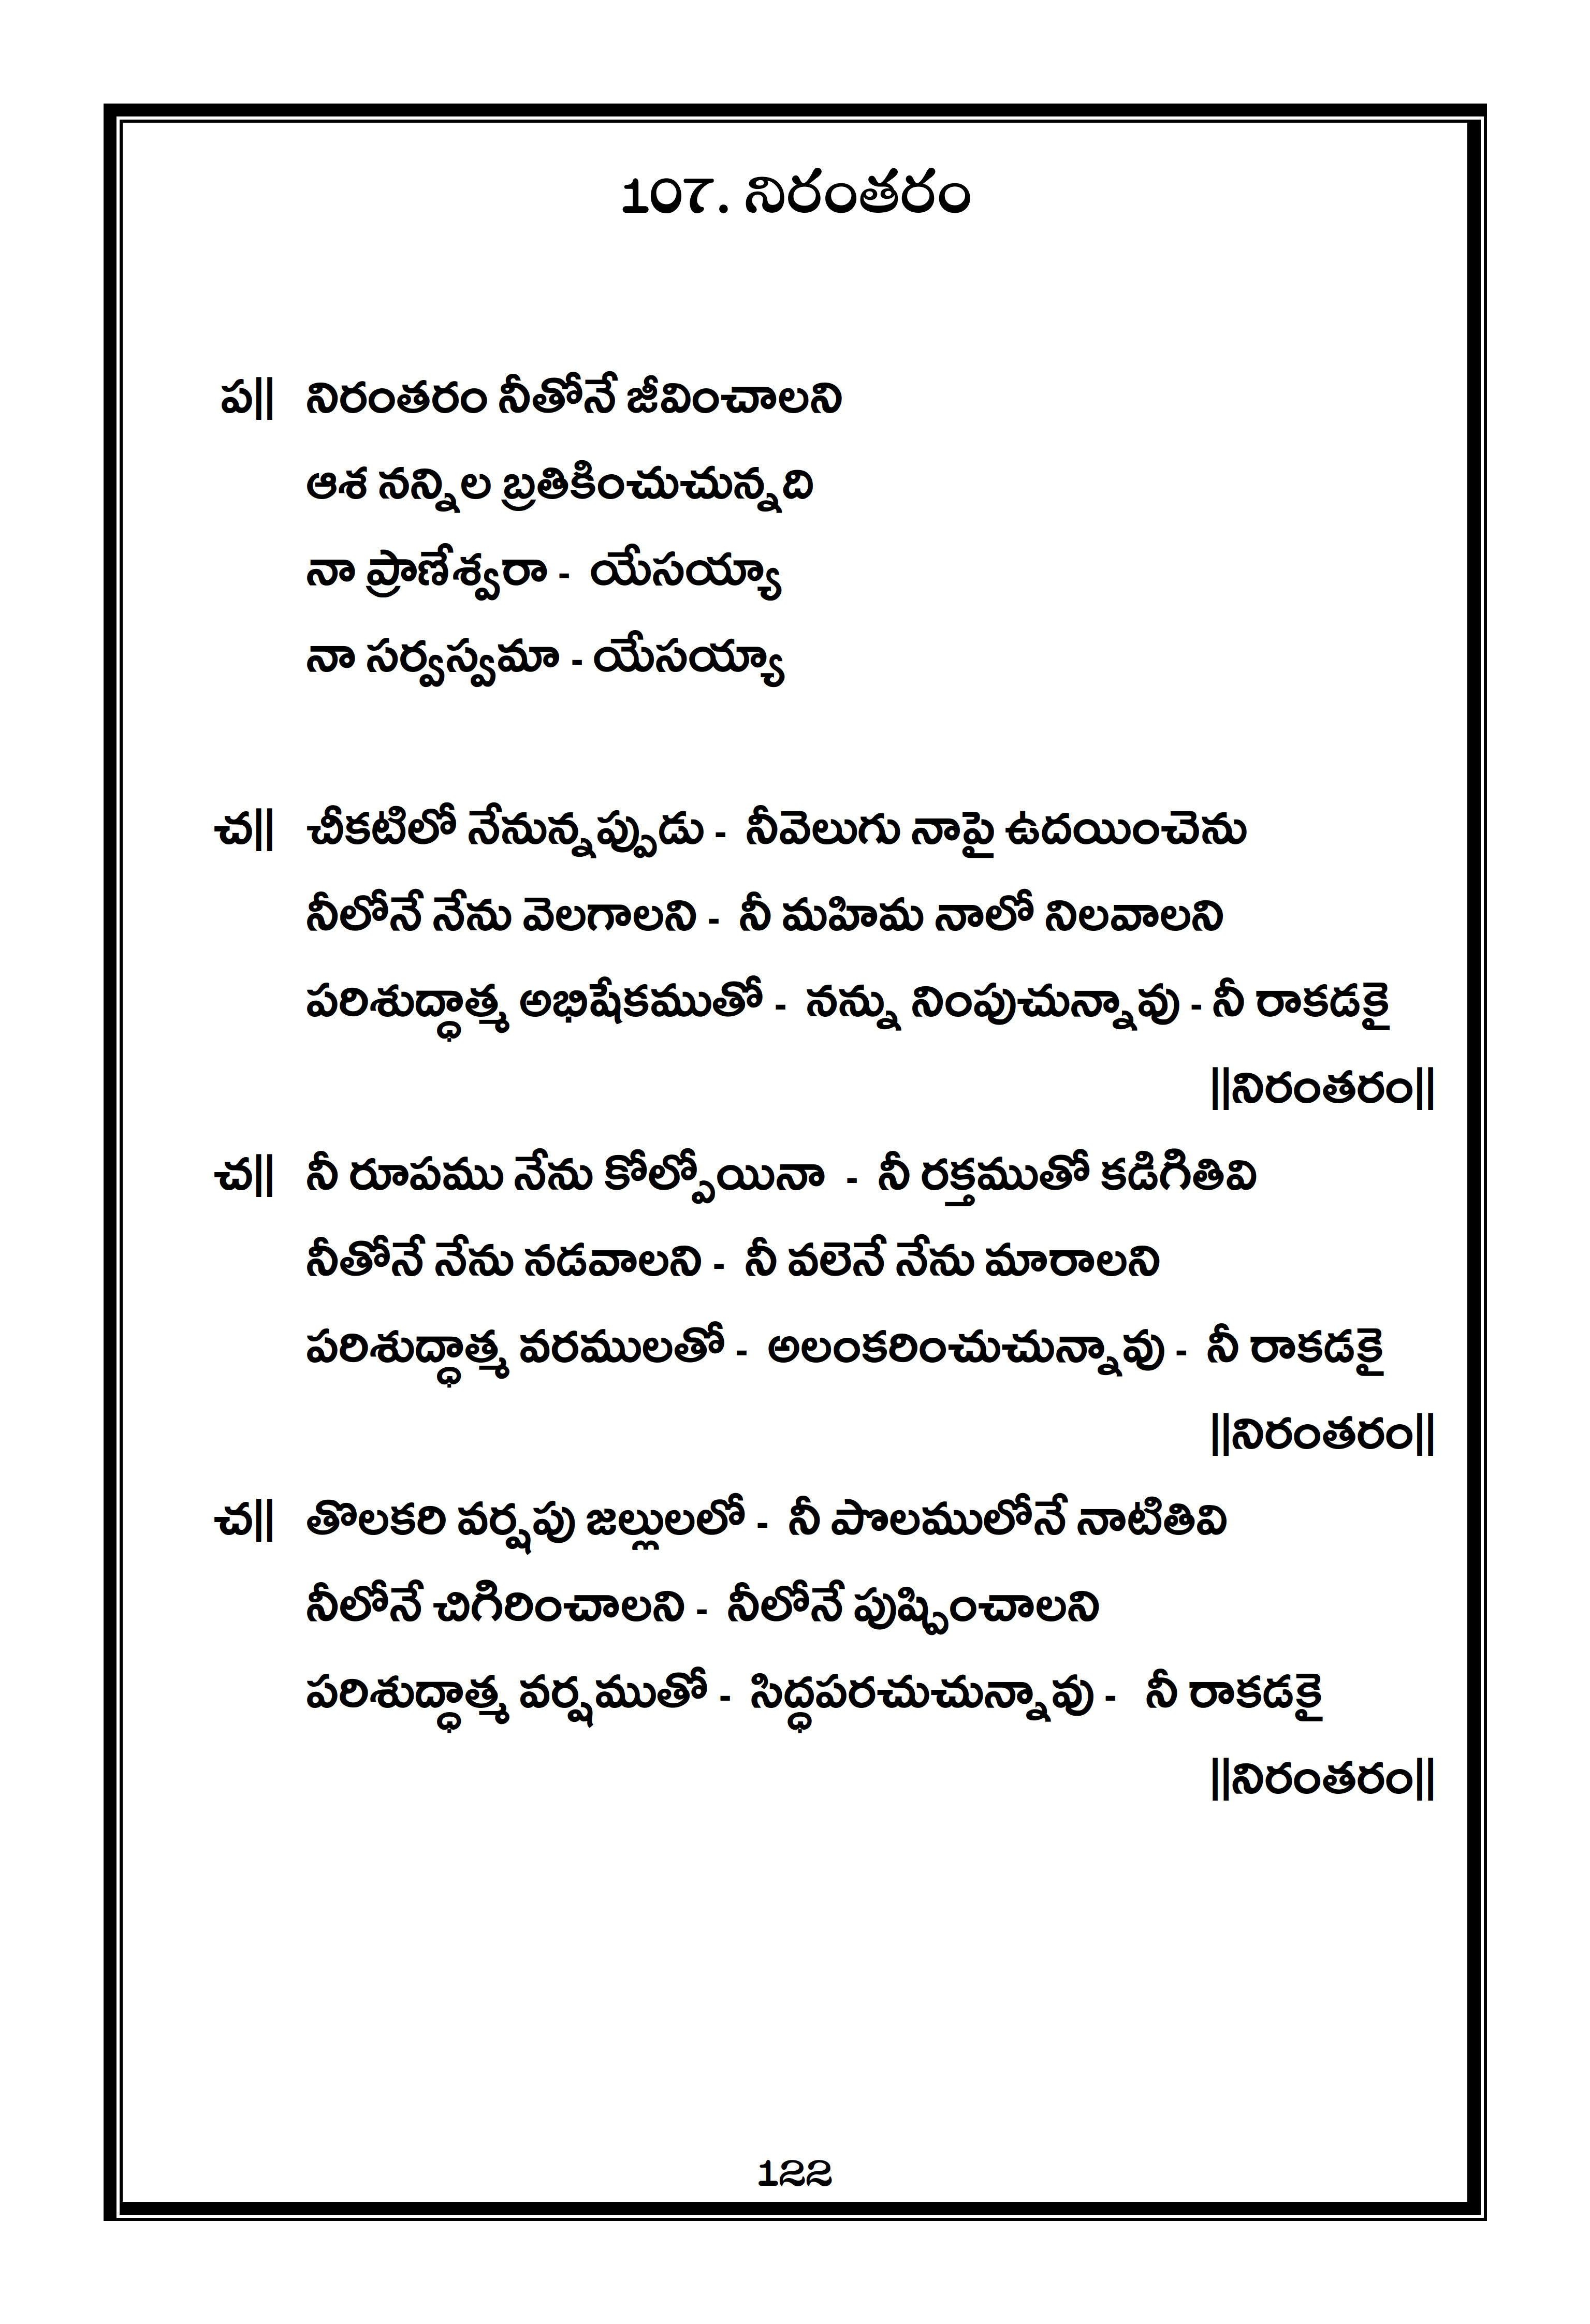 107. నిరంతరం
ప|| నిరంతరం నీతోనే జీవించాలని
ఆశ నన్నిల బ్రతికించుచున్నది
నా ప్రాణేశ్వరా - యేసయ్యా
నా సర్వస్వమా - యేసయ్యా
చ|| చీకటిలో నేనున్నప్పుడు - నీవెలుగు నాపై ఉదయించెను
నీలోనే నేను వెలగాలని - నీ మహిమ నాలో నిలవాలని
పరిశుద్ధాత్మ అభిషేకముతో - నన్ను నింపుచున్నావు - నీ రాకడకై
||నిరంతరం||
చ|| నీ రూపము నేను కోల్పోయినా - నీ రక్తముతో కడిగితివి
నీతోనే నేను నడవాలని - నీ వలెనే నేను మారాలని
పరిశుద్ధాత్మ వరములతో - అలంకరించుచున్నావు - నీ రాకడకై
||నిరంతరం||
చ|| తొలకరి వర్షపు జల్లులలో - నీ పొలములోనే నాటితివి
నీలోనే చిగిరించాలని - నీలోనే పుష్పించాలని
పరిశుద్ధాత్మ వర్షముతో - సిద్ధపరచుచున్నావు - నీ రాకడకై
||నిరంతరం||
122